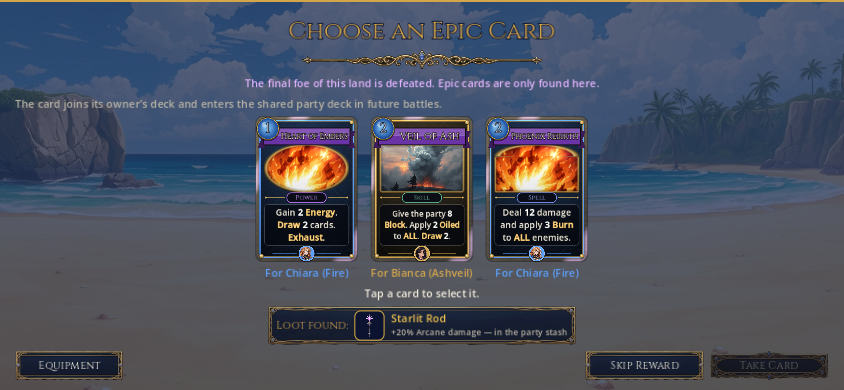 Choose an Epic Card
The final foe of this land is defeated. Epic cards are only found here.
The card joins its owner's deck and enters the shared party deck in future battles.
1
Heart of Embers
Power
Gain 2 Energy.
Draw 2 cards.
Exhaust.
For Chiara (Fire)
2
Veil of Ash
Skill
Give the party 8
Block. Apply 2 Oiled
to ALL. Draw 2.
For Bianca (Ashveil)
2
Phoenix Rebirth
Spell
Deal 12 damage
and apply 3 Burn
to ALL enemies.
For Chiara (Fire)
Tap a card to select it.
Loot found:
Starlit Rod
+20% Arcane damage — in the party stash
Equipment
Skip Reward
Take Card